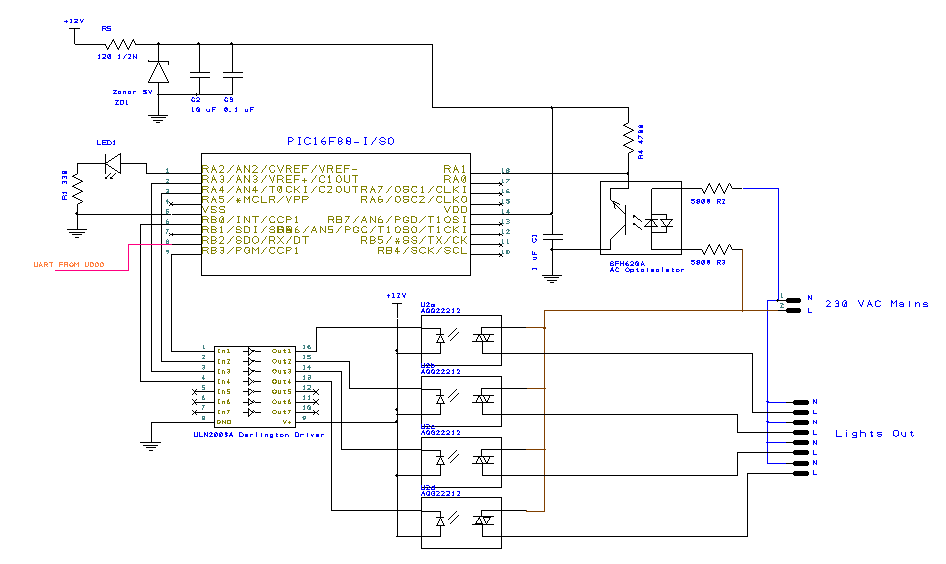 +12V
R5
120 1/2W
Zener 5V
ZD1
C2
10 uF
C3
0.1 uF
LED1
R1 330
PIC16F88-I/SO
1 RA2/AN2/CVREF/VREF- RA1 18
2 RA3/AN3/VREF+/C1OUT RA0 17
3 RA4/AN4/T0CKI/C2OUT RA7/OSC1/CLKI 16
4 RA5/*MCLR/VPP RA6/OSC2/CLKO 15
5 VSS VDD 14
6 RB0/INT/CCP1 RB7/AN6/PGD/T1OSI 13
7 RB1/SDI/SDA RB6/AN5/PGC/T1OSO/T1CKI 12
8 RB2/SDO/RX/DT RB5/*SS/TX/CK 11
9 RB3/PGM/CCP1 RB4/SCK/SCL 10
UART FROM UDOO
R4 4700
5800 R2
5800 R3
1 uF C1
SFH620A
AC Optoisolator
1 N
2 L
230 VAC Mains
+12V
U2a
AQG22212
U2b
AQG22212
U2c
AQG22212
U2d
AQG22212
1 In1 Out1 16
2 In2 Out2 15
3 In3 Out3 14
4 In4 Out4 13
5 In5 Out5 12
6 In6 Out6 11
7 In7 Out7 10
8 GND V+ 9
ULN2003A Darlington Driver
N
L
N
L
N
L
N
L
Lights Out